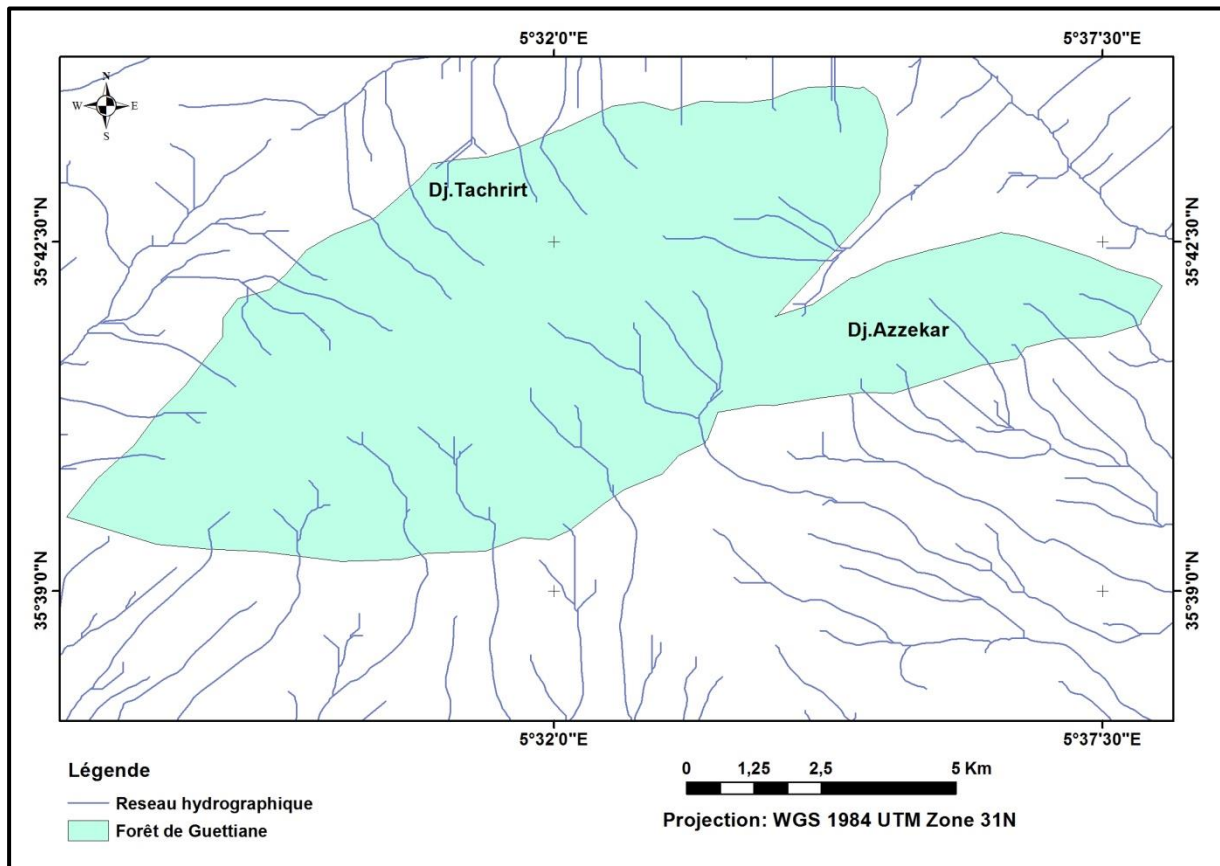 5°32'0"E 5°37'30"E
N
W E
S
35°42'30"N 35°42'30"N
Dj.Tachrirt
Dj.Azzekar
35°39'0"N 35°39'0"N
5°32'0"E 5°37'30"E
Légende
Reseau hydrographique
Forêt de Guettiane
0 1,25 2,5 5 Km
Projection: WGS 1984 UTM Zone 31N